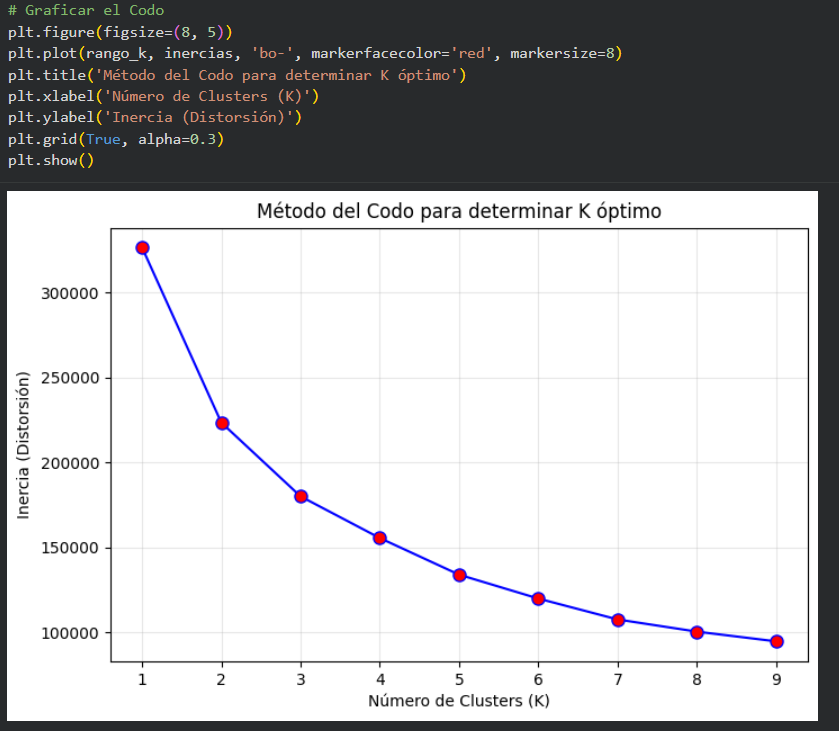 # Graficar el Codo
plt.figure(figsize=(8, 5))
plt.plot(rango_k, inercias, 'bo-', markerfacecolor='red', markersize=8)
plt.title('Método del Codo para determinar K óptimo')
plt.xlabel('Número de Clusters (K)')
plt.ylabel('Inercia (Distorsión)')
plt.grid(True, alpha=0.3)
plt.show()
Método del Codo para determinar K óptimo
Inercia (Distorsión)
300000
250000
200000
150000
100000
1 2 3 4 5 6 7 8 9
Número de Clusters (K)